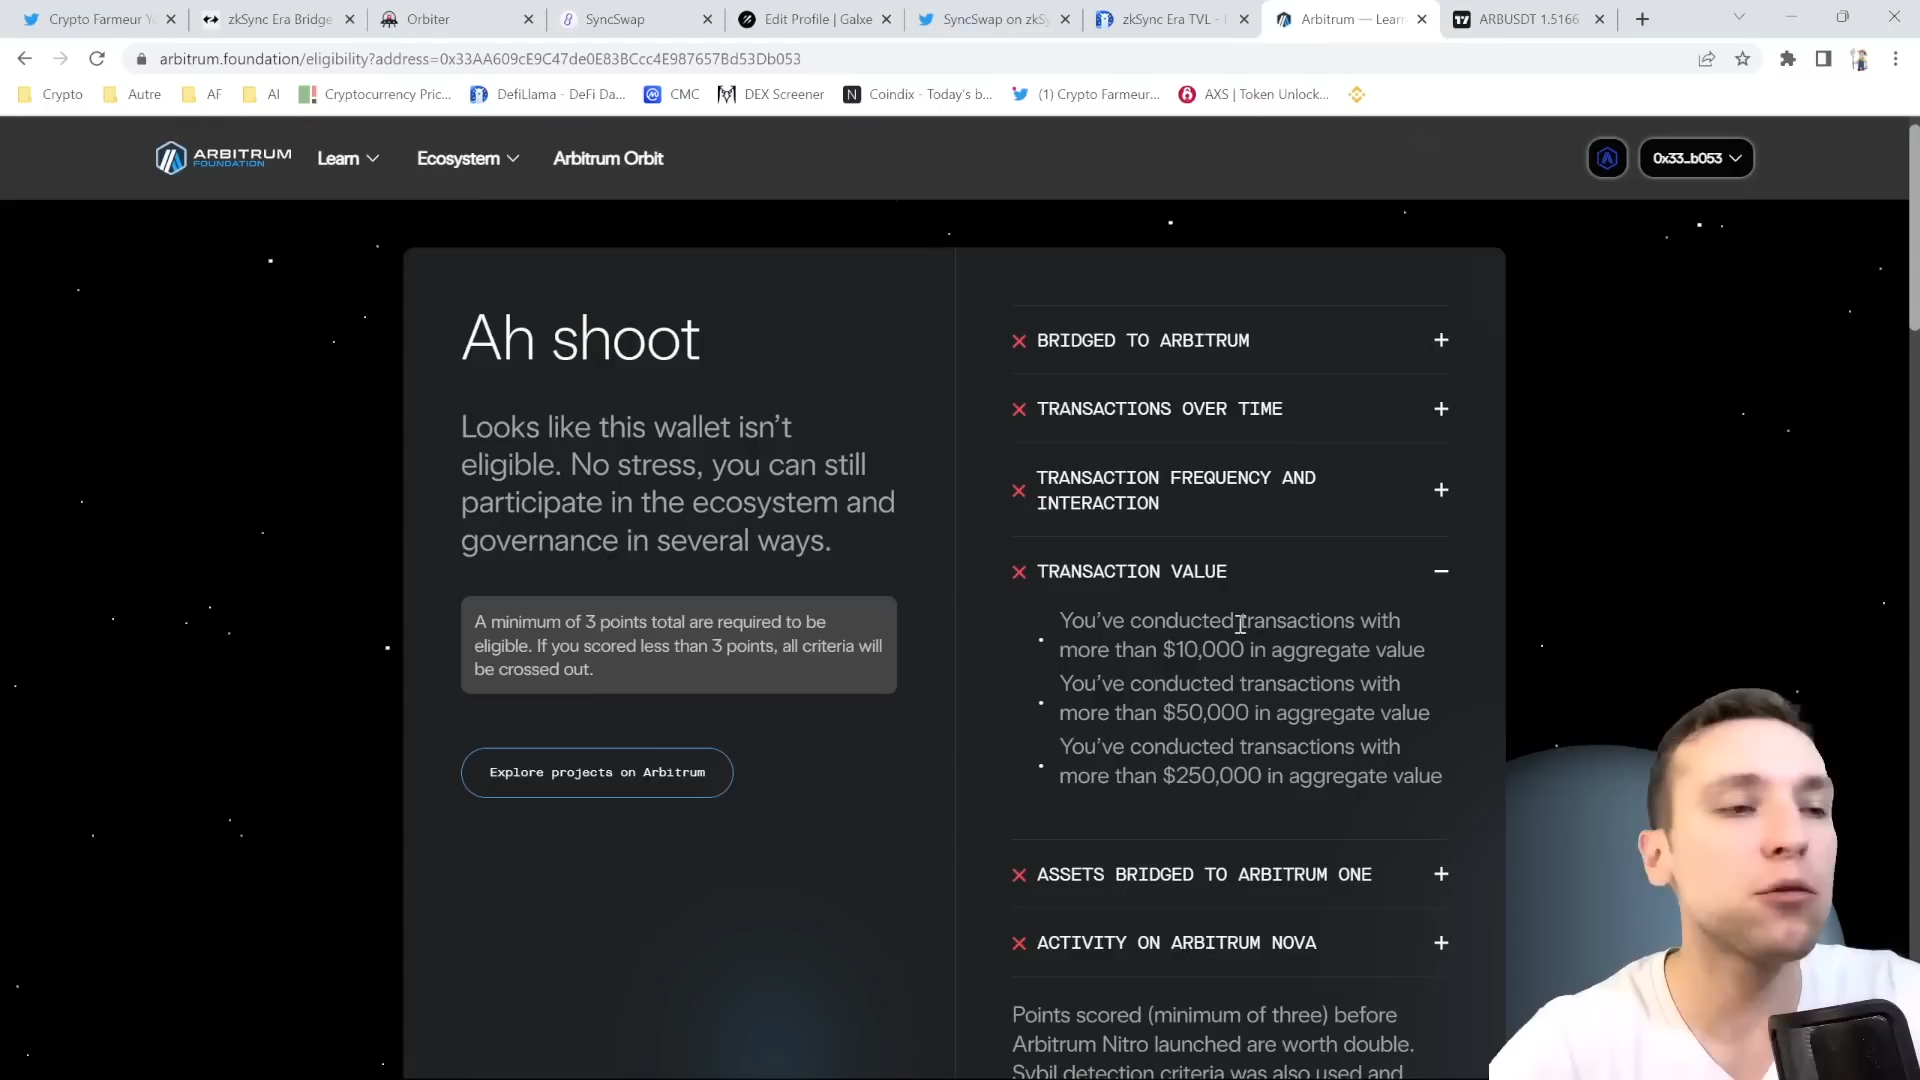 Crypto Farmeur Yo
zkSync Era Bridge
Orbiter
SyncSwap
Edit Profile | Galxe
SyncSwap on zkSy
zkSync Era TVL -
Arbitrum — Learn
ARBUSDT 1.5166
arbitrum.foundation/eligibility?address=0x33AA609cE9C47de0E83BCcc4E987657Bd53Db053
Crypto
Autre
AF
AI
Cryptocurrency Pric...
DefiLlama - DeFi Da...
CMC
DEX Screener
Coindix - Today's b...
(1) Crypto Farmeur...
AXS | Token Unlock...
ARBITRUM
FOUNDATION
Learn
Ecosystem
Arbitrum Orbit
0x33_b053
Ah shoot
Looks like this wallet isn't
eligible. No stress, you can still
participate in the ecosystem and
governance in several ways.
A minimum of 3 points total are required to be
eligible. If you scored less than 3 points, all criteria will
be crossed out.
Explore projects on Arbitrum
BRIDGED TO ARBITRUM
TRANSACTIONS OVER TIME
TRANSACTION FREQUENCY AND
INTERACTION
TRANSACTION VALUE
You've conducted transactions with
more than $10,000 in aggregate value
You've conducted transactions with
more than $50,000 in aggregate value
You've conducted transactions with
more than $250,000 in aggregate value
ASSETS BRIDGED TO ARBITRUM ONE
ACTIVITY ON ARBITRUM NOVA
Points scored (minimum of three) before
Arbitrum Nitro launched are worth double.
Sybil detection criteria was also used and